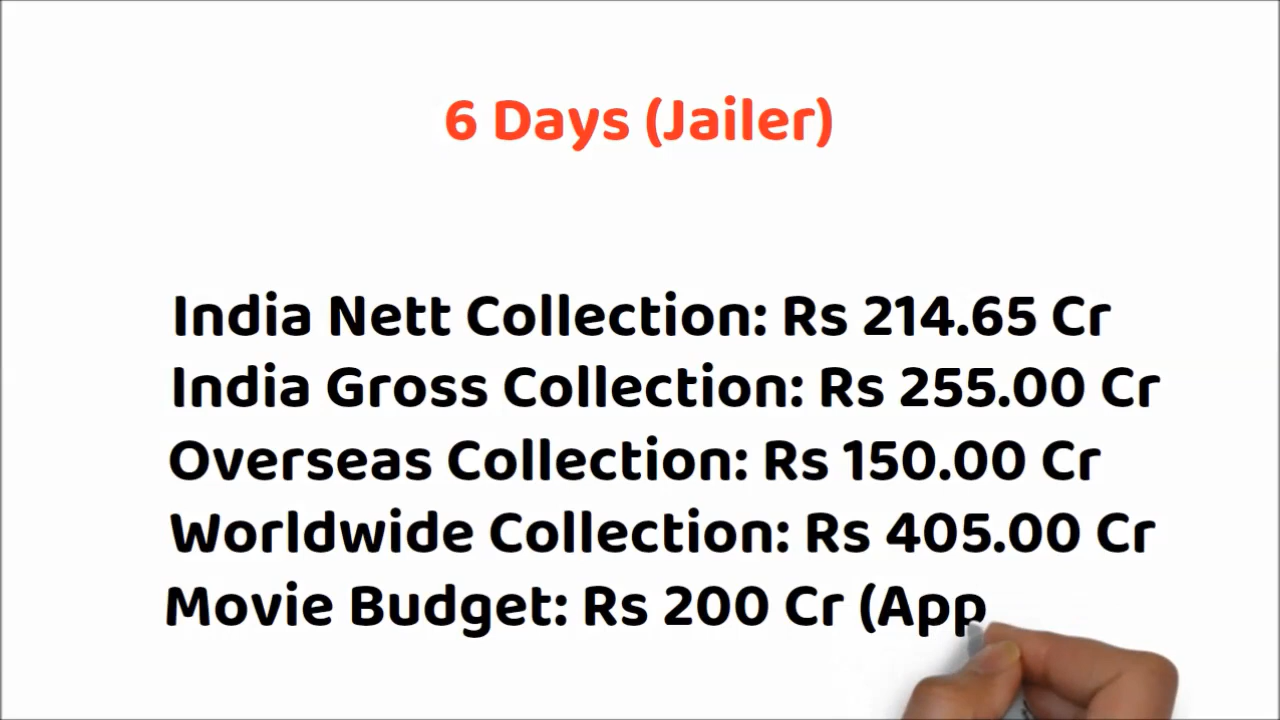 6 Days (Jailer)
India Nett Collection: Rs 214.65 Cr
India Gross Collection: Rs 255.00 Cr
Overseas Collection: Rs 150.00 Cr
Worldwide Collection: Rs 405.00 Cr
Movie Budget: Rs 200 Cr (App